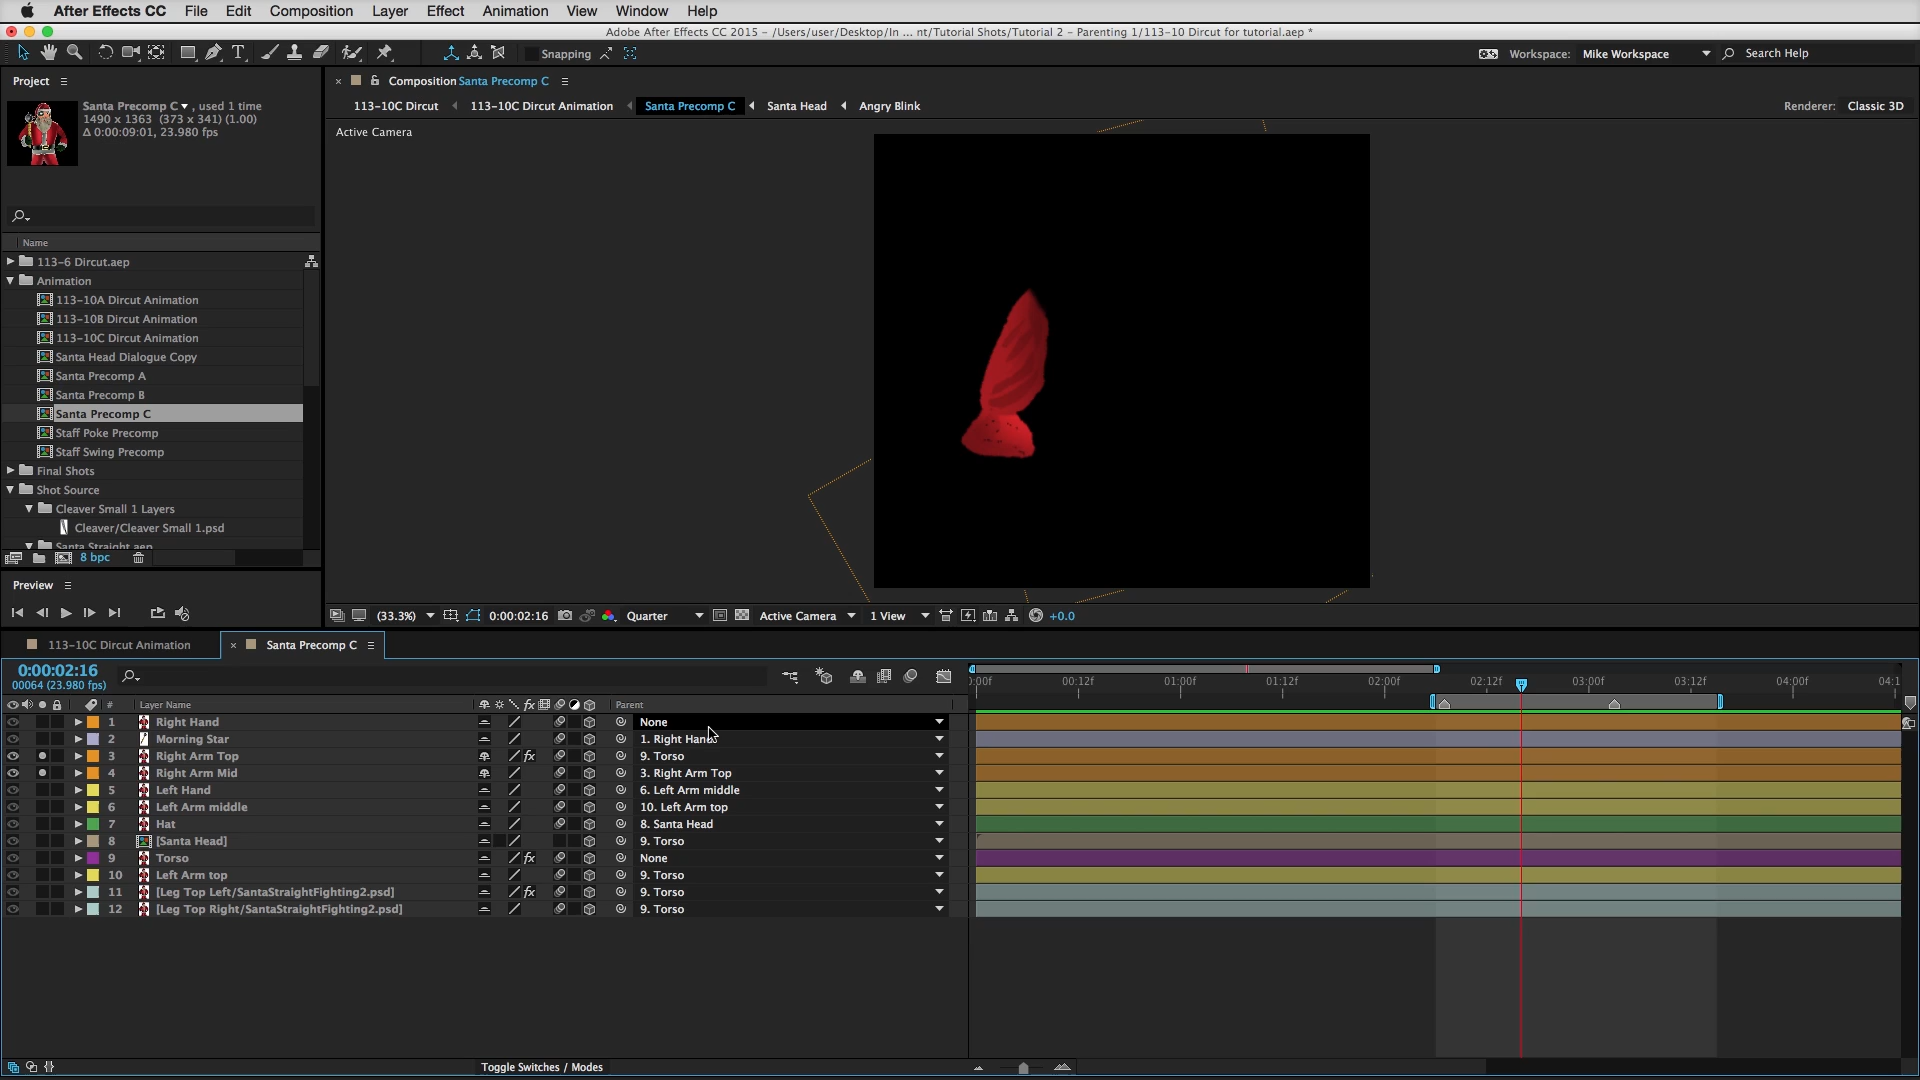 After Effects CC File Edit Composition Layer Effect Animation View Window Help
Adobe After Effects CC 2015 - /Users/user/Desktop/In ... nt/Tutorial Shots/Tutorial 2 - Parenting 1/113-10 Dircut for tutorial.aep *
T Snapping Workspace: Mike Workspace Search Help
Project
Composition Santa Precomp C
Santa Precomp C▾, used 1 time
1490 x 1363 (373 x 341) (1.00)
Δ 0:00:09:01, 23.980 fps
113-10C Dircut 113-10C Dircut Animation Santa Precomp C Santa Head Angry Blink
Renderer: Classic 3D
Active Camera
Name
113-6 Dircut.aep
Animation
113-10A Dircut Animation
113-10B Dircut Animation
113-10C Dircut Animation
Santa Head Dialogue Copy
Santa Precomp A
Santa Precomp B
Santa Precomp C
Staff Poke Precomp
Staff Swing Precomp
Final Shots
Shot Source
Cleaver Small 1 Layers
Cleaver/Cleaver Small 1.psd
Santa Straight.aep
8 bpc
Preview
(33.3%) 0:00:02:16 Quarter Active Camera 1 View +0.0
113-10C Dircut Animation
× Santa Precomp C
0:00:02:16
00064 (23.980 fps)
):00f 00:12f 01:00f 01:12f 02:00f 02:12f 03:00f 03:12f 04:00f 04:1
# Layer Name fx Parent
1 Right Hand None
2 Morning Star 1. Right Hand
3 Right Arm Top fx 9. Torso
4 Right Arm Mid 3. Right Arm Top
5 Left Hand 6. Left Arm middle
6 Left Arm middle 10. Left Arm top
7 Hat 8. Santa Head
8 [Santa Head] 9. Torso
9 Torso fx None
10 Left Arm top 9. Torso
11 [Leg Top Left/SantaStraightFighting2.psd] fx 9. Torso
12 [Leg Top Right/SantaStraightFighting2.psd] 9. Torso
Toggle Switches / Modes